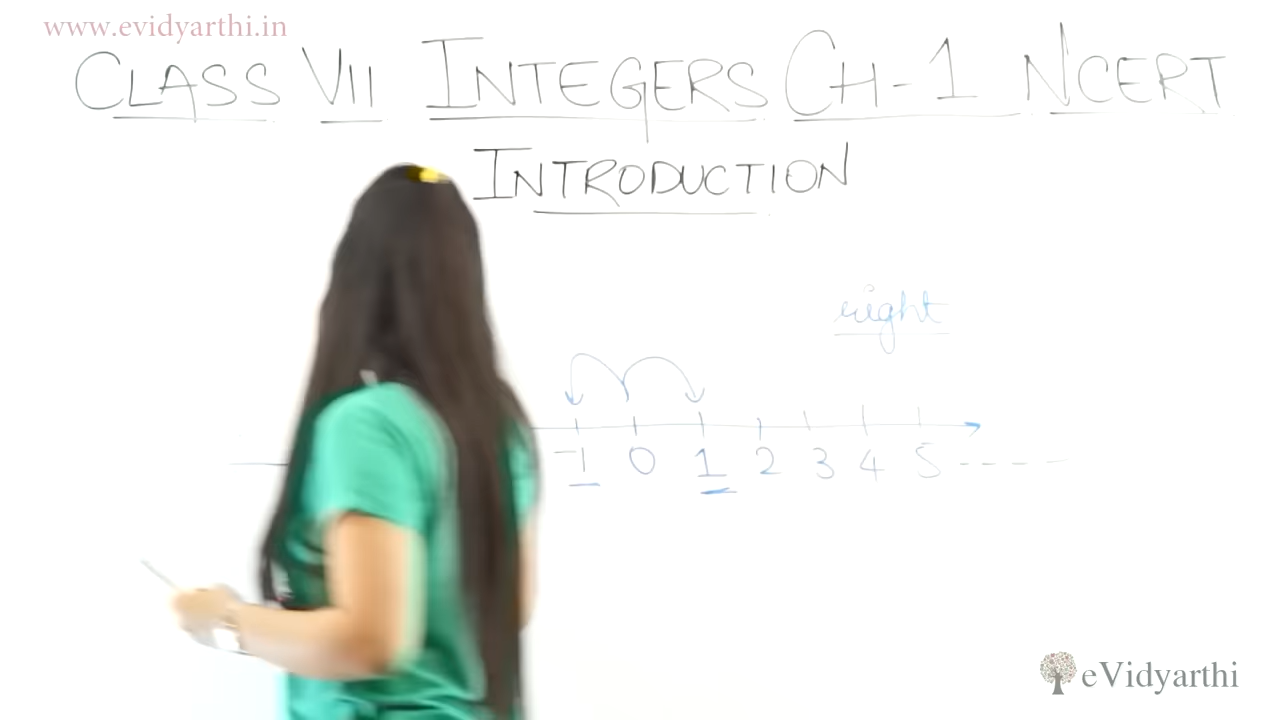 www.evidyarthi.in
CLASS VII INTEGERS CH-1 NCERT
INTRODUCTION
right
-1 0 1 2 3 4 5 ----
eVidyarthi